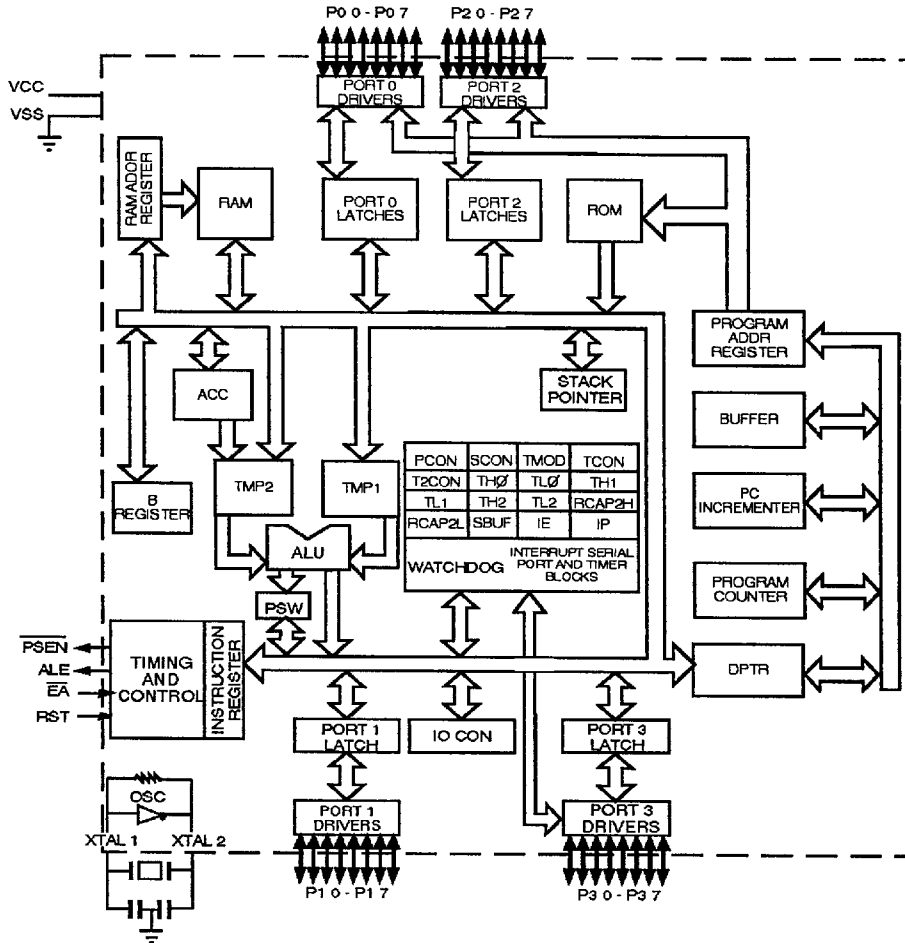 P0 0 - P0 7
P2 0 - P2 7
VCC
VSS
PORT 0
DRIVERS
PORT 2
DRIVERS
RAM ADDR
REGISTER
RAM
PORT 0
LATCHES
PORT 2
LATCHES
ROM
PROGRAM
ADDR
REGISTER
STACK
POINTER
ACC
BUFFER
PCON SCON TMOD TCON
T2CON THØ TLØ TH1
TL1 TH2 TL2 RCAP2H
RCAP2L SBUF IE IP
WATCHDOG
INTERRUPT SERIAL
PORT AND TIMER
BLOCKS
TMP2
TMP1
B
REGISTER
PC
INCREMENTER
ALU
PSW
PROGRAM
COUNTER
PSEN
ALE
EA
RST
TIMING
AND
CONTROL
INSTRUCTION
REGISTER
DPTR
PORT 1
LATCH
IO CON
PORT 3
LATCH
OSC
XTAL 1
XTAL 2
PORT 1
DRIVERS
PORT 3
DRIVERS
P1 0 - P1 7
P3 0 - P3 7